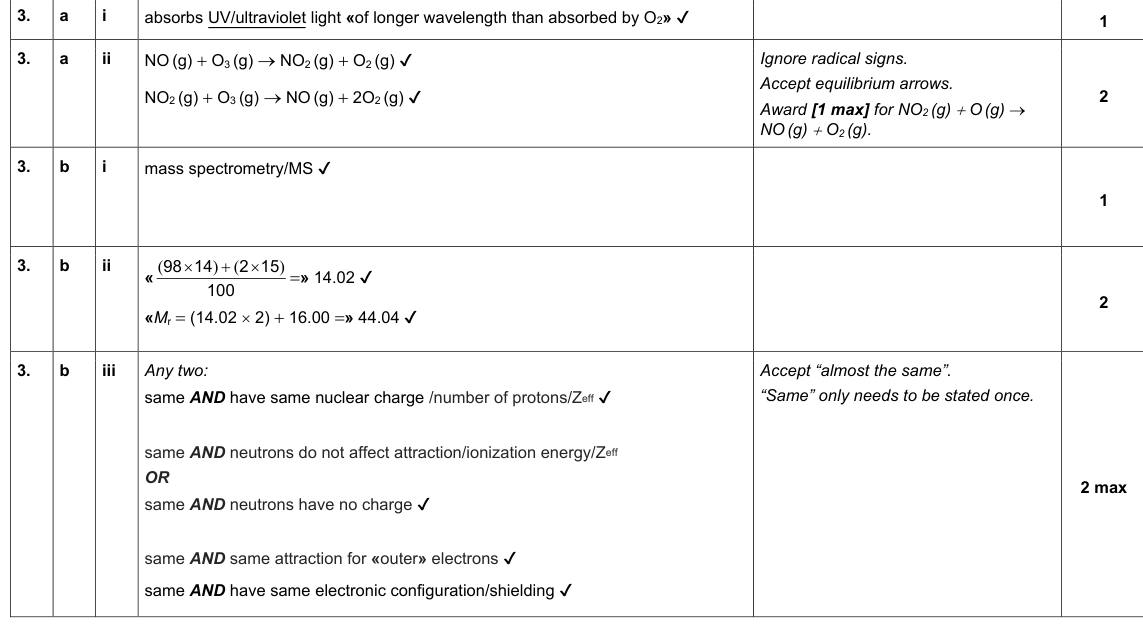 3. a i absorbs UV/ultraviolet light «of longer wavelength than absorbed by O₂» ✓ 1
3. a ii NO (g) + O₃ (g) → NO₂ (g) + O₂ (g) ✓
NO₂ (g) + O₃ (g) → NO (g) + 2O₂ (g) ✓
Ignore radical signs.
Accept equilibrium arrows.
Award [1 max] for NO₂ (g) + O (g) →
NO (g) + O₂ (g).
2
3. b i mass spectrometry/MS ✓
1
3. b ii « (98 × 14) + (2 × 15) / 100 =» 14.02 ✓
«Mᵣ = (14.02 × 2) + 16.00 =» 44.04 ✓
2
3. b iii Any two:
same AND have same nuclear charge /number of protons/Zeff ✓
same AND neutrons do not affect attraction/ionization energy/Zeff
OR
same AND neutrons have no charge ✓
same AND same attraction for «outer» electrons ✓
same AND have same electronic configuration/shielding ✓
Accept “almost the same”.
“Same” only needs to be stated once.
2 max